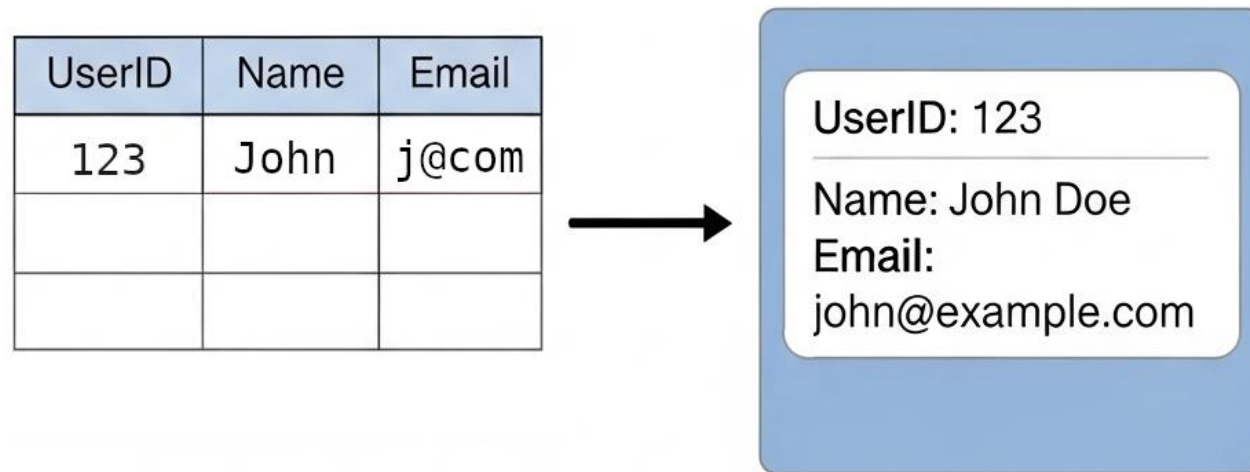 UserID Name Email
123 John j@com
UserID: 123
Name: John Doe
Email:
john@example.com